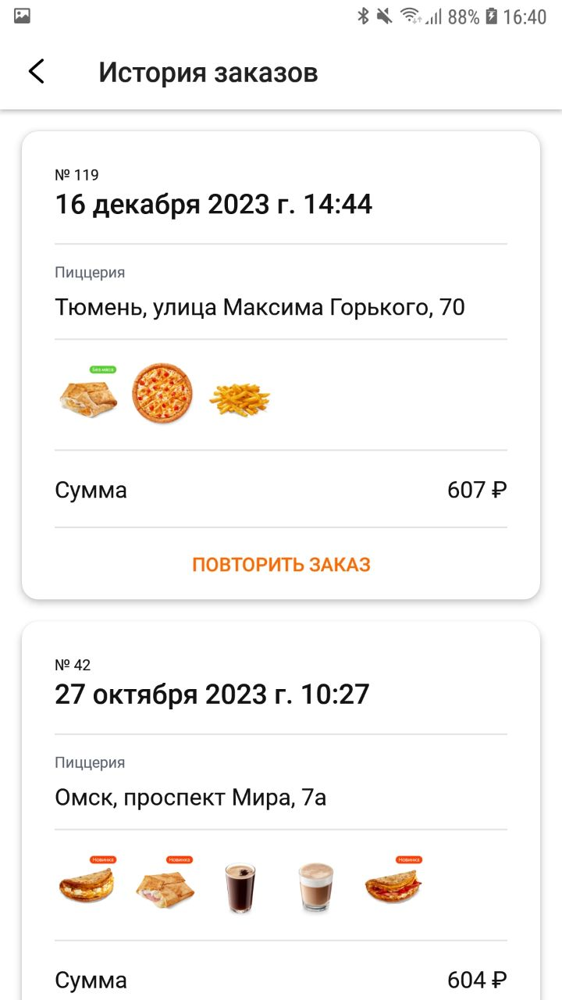 88% 16:40
История заказов
№ 119
16 декабря 2023 г. 14:44
Пиццерия
Тюмень, улица Максима Горького, 70
Без мяса
Сумма 607 ₽
ПОВТОРИТЬ ЗАКАЗ
№ 42
27 октября 2023 г. 10:27
Пиццерия
Омск, проспект Мира, 7а
Новинка Новинка Новинка
Сумма 604 ₽